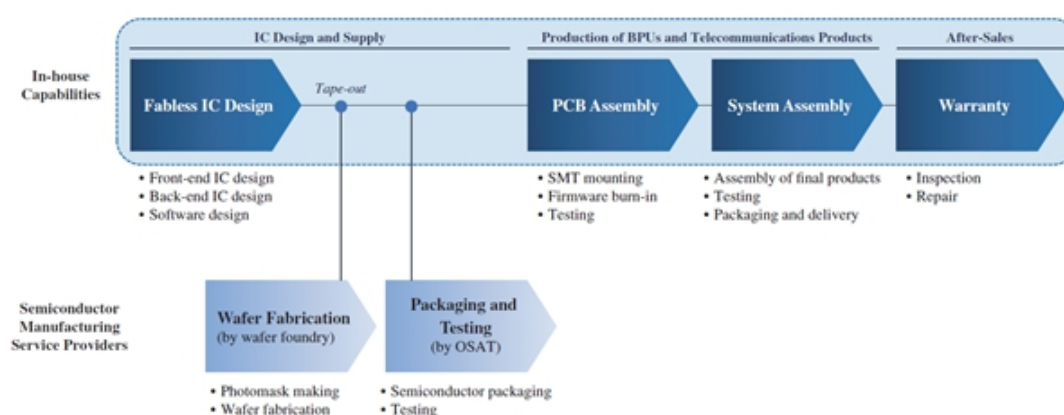 IC Design and Supply
Production of BPUs and Telecommunications Products
After-Sales
In-house
Capabilities
Fabless IC Design
Tape-out
PCB Assembly
System Assembly
Warranty
• Front-end IC design
• Back-end IC design
• Software design
• SMT mounting
• Firmware burn-in
• Testing
• Assembly of final products
• Testing
• Packaging and delivery
• Inspection
• Repair
Semiconductor
Manufacturing
Service Providers
Wafer Fabrication
(by wafer foundry)
Packaging and
Testing
(by OSAT)
• Photomask making
• Wafer fabrication
• Semiconductor packaging
• Testing